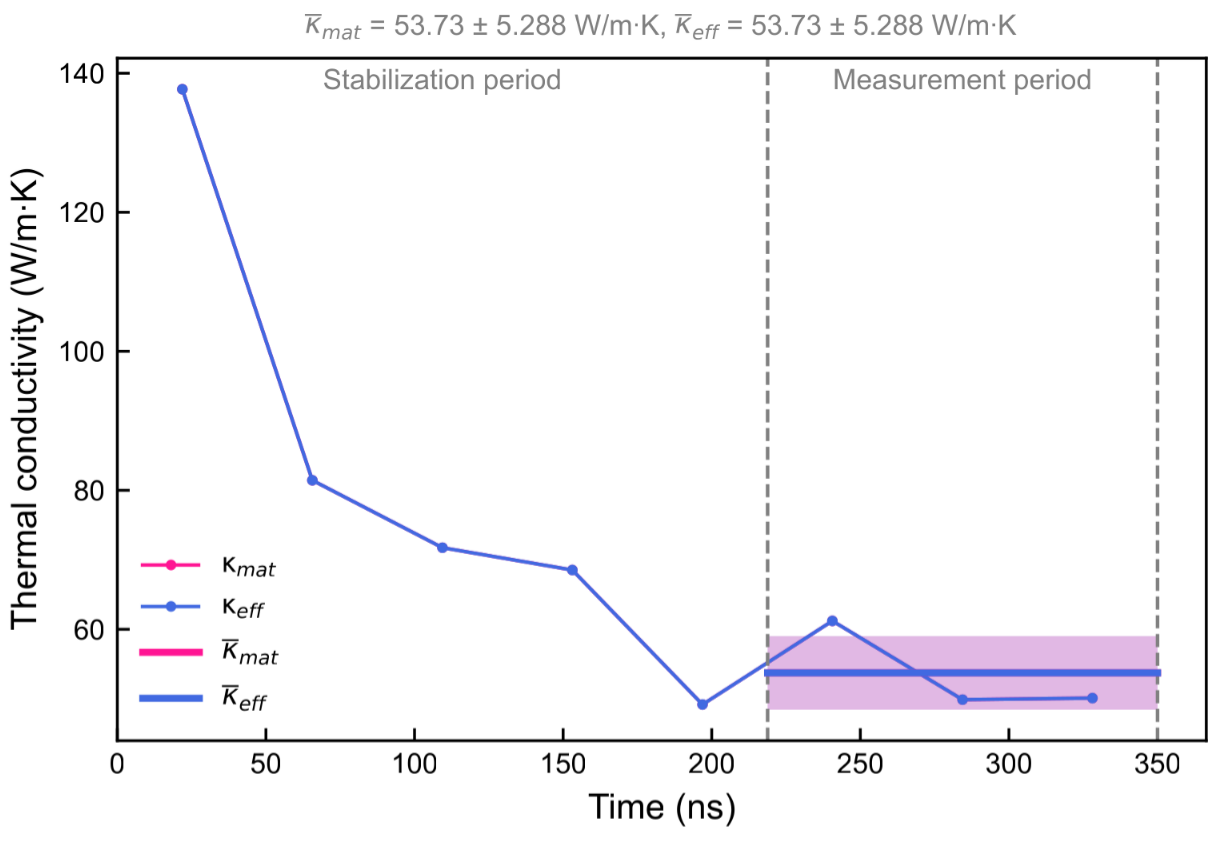 κ̅mat = 53.73 ± 5.288 W/m·K, κ̅eff = 53.73 ± 5.288 W/m·K
Stabilization period
Measurement period
Thermal conductivity (W/m·K)
140
120
100
80
60
κmat
κeff
κ̅mat
κ̅eff
0 50 100 150 200 250 300 350
Time (ns)